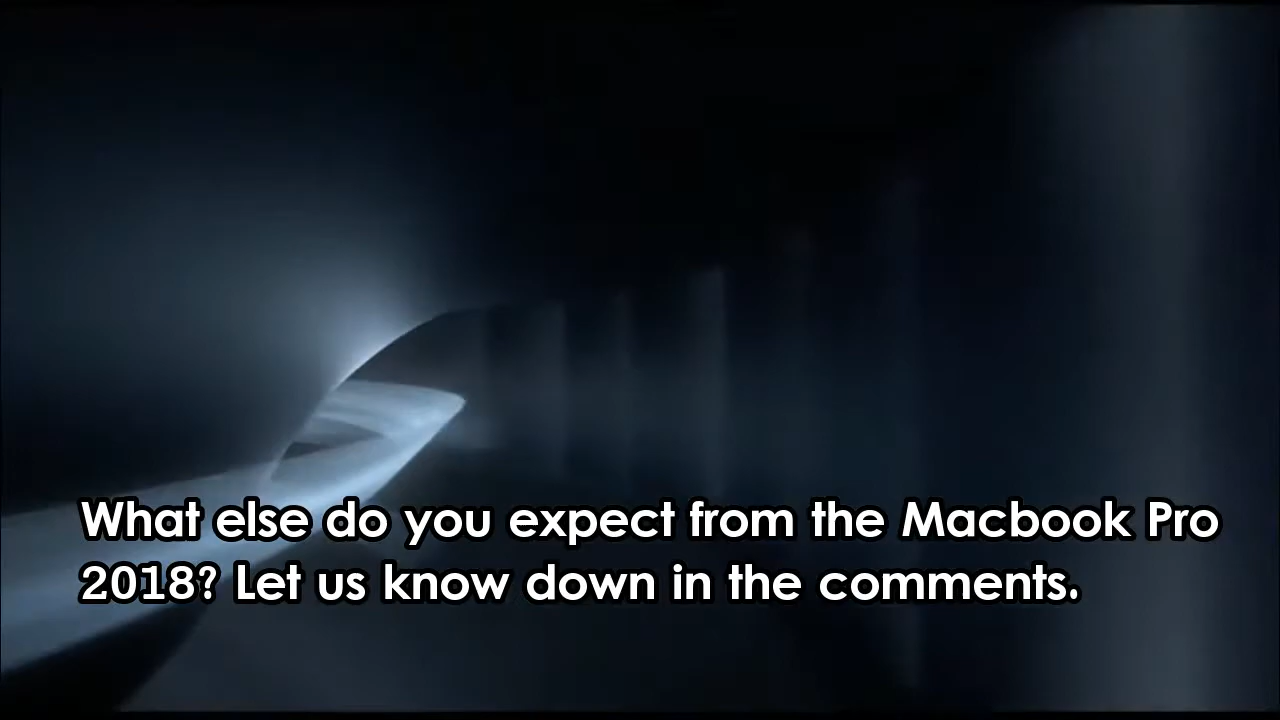 What else do you expect from the Macbook Pro
2018? Let us know down in the comments.